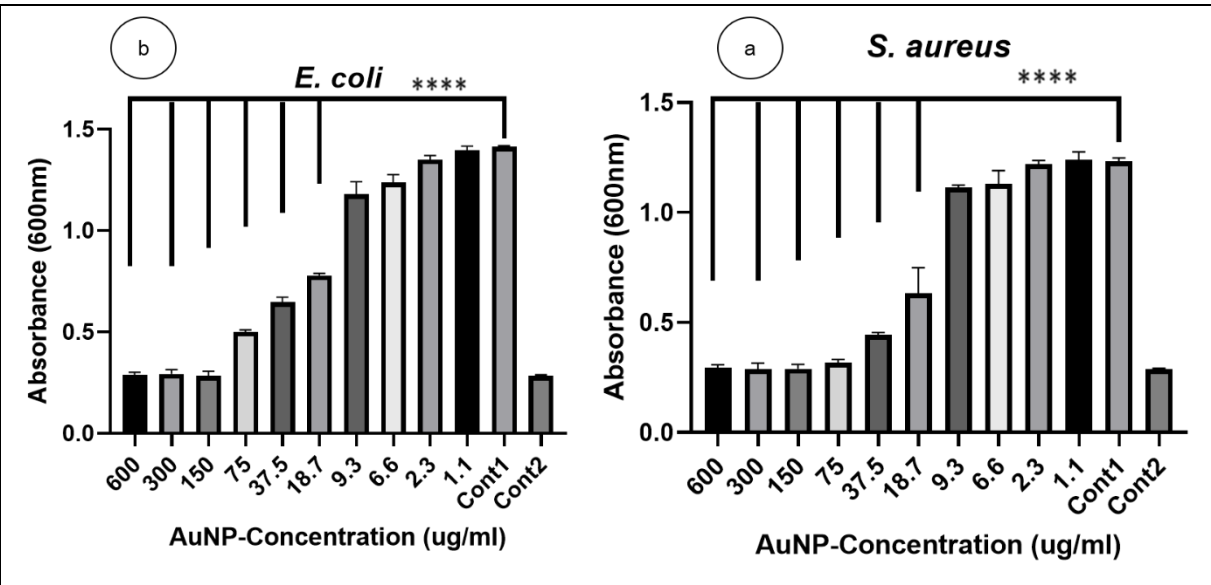 b
E. coli ****
Absorbance (600nm)
1.5
1.0
0.5
0.0
600 300 150 75 37.5 18.7 9.3 6.6 2.3 1.1 Cont1 Cont2
AuNP-Concentration (ug/ml)
a
S. aureus
****
Absorbance (600nm)
1.5
1.0
0.5
0.0
600 300 150 75 37.5 18.7 9.3 6.6 2.3 1.1 Cont1 Cont2
AuNP-Concentration (ug/ml)